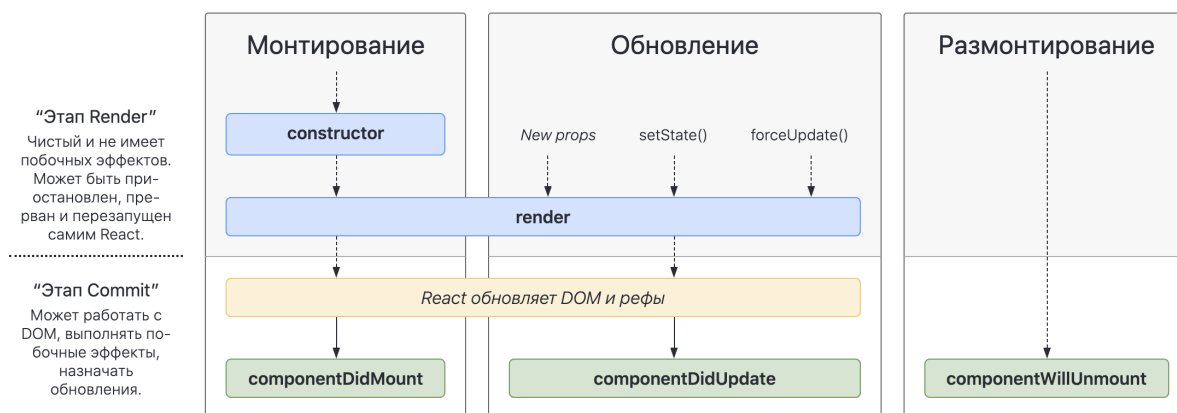 Монтирование
Обновление
Размонтирование
“Этап Render”
Чистый и не имеет
побочных эффектов.
Может быть при-
остановлен, пре-
рван и перезапущен
самим React.
constructor
New props
setState()
forceUpdate()
render
“Этап Commit”
Может работать с
DOM, выполнять по-
бочные эффекты,
назначать
обновления.
React обновляет DOM и рефы
componentDidMount
componentDidUpdate
componentWillUnmount